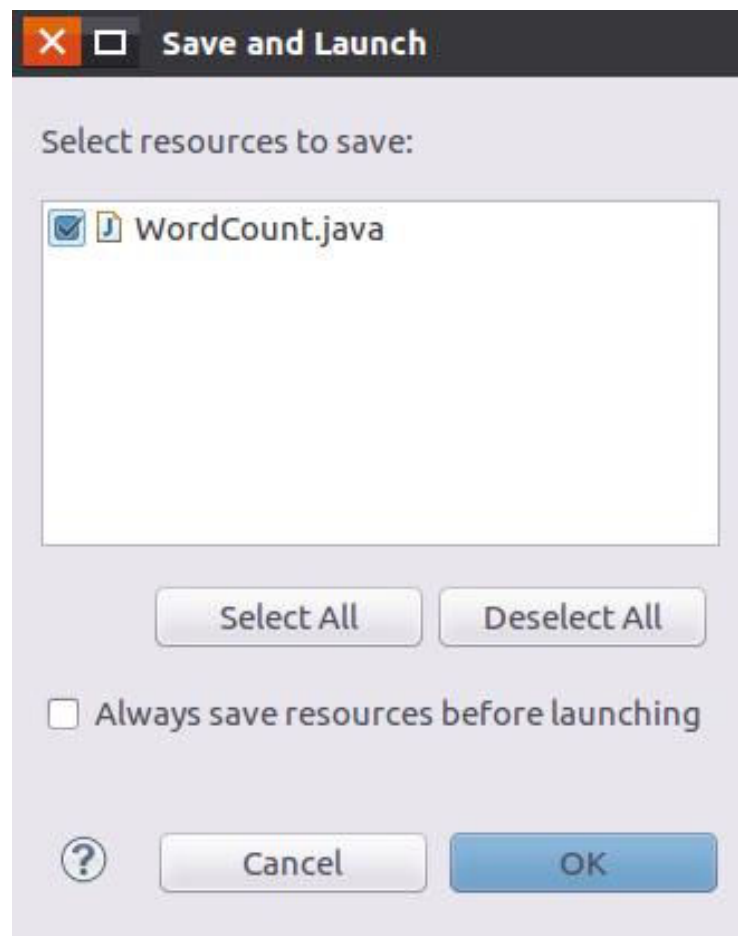 Save and Launch
Select resources to save:
J WordCount.java
Select All Deselect All
Always save resources before launching
? Cancel OK